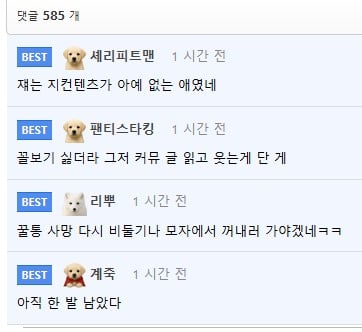 댓글 585 개
BEST 셰리피트맨 1 시간 전
쟤는 지컨텐츠가 아예 없는 애였네
BEST 팬티스타킹 1 시간 전
꼴보기 싫더라 그저 커뮤 글 읽고 웃는게 단 게
BEST 리뿌 1 시간 전
꿀통 사망 다시 비둘기나 모자에서 꺼내러 가야겠네ㅋㅋ
BEST 계죽 1 시간 전
아직 한 발 남았다